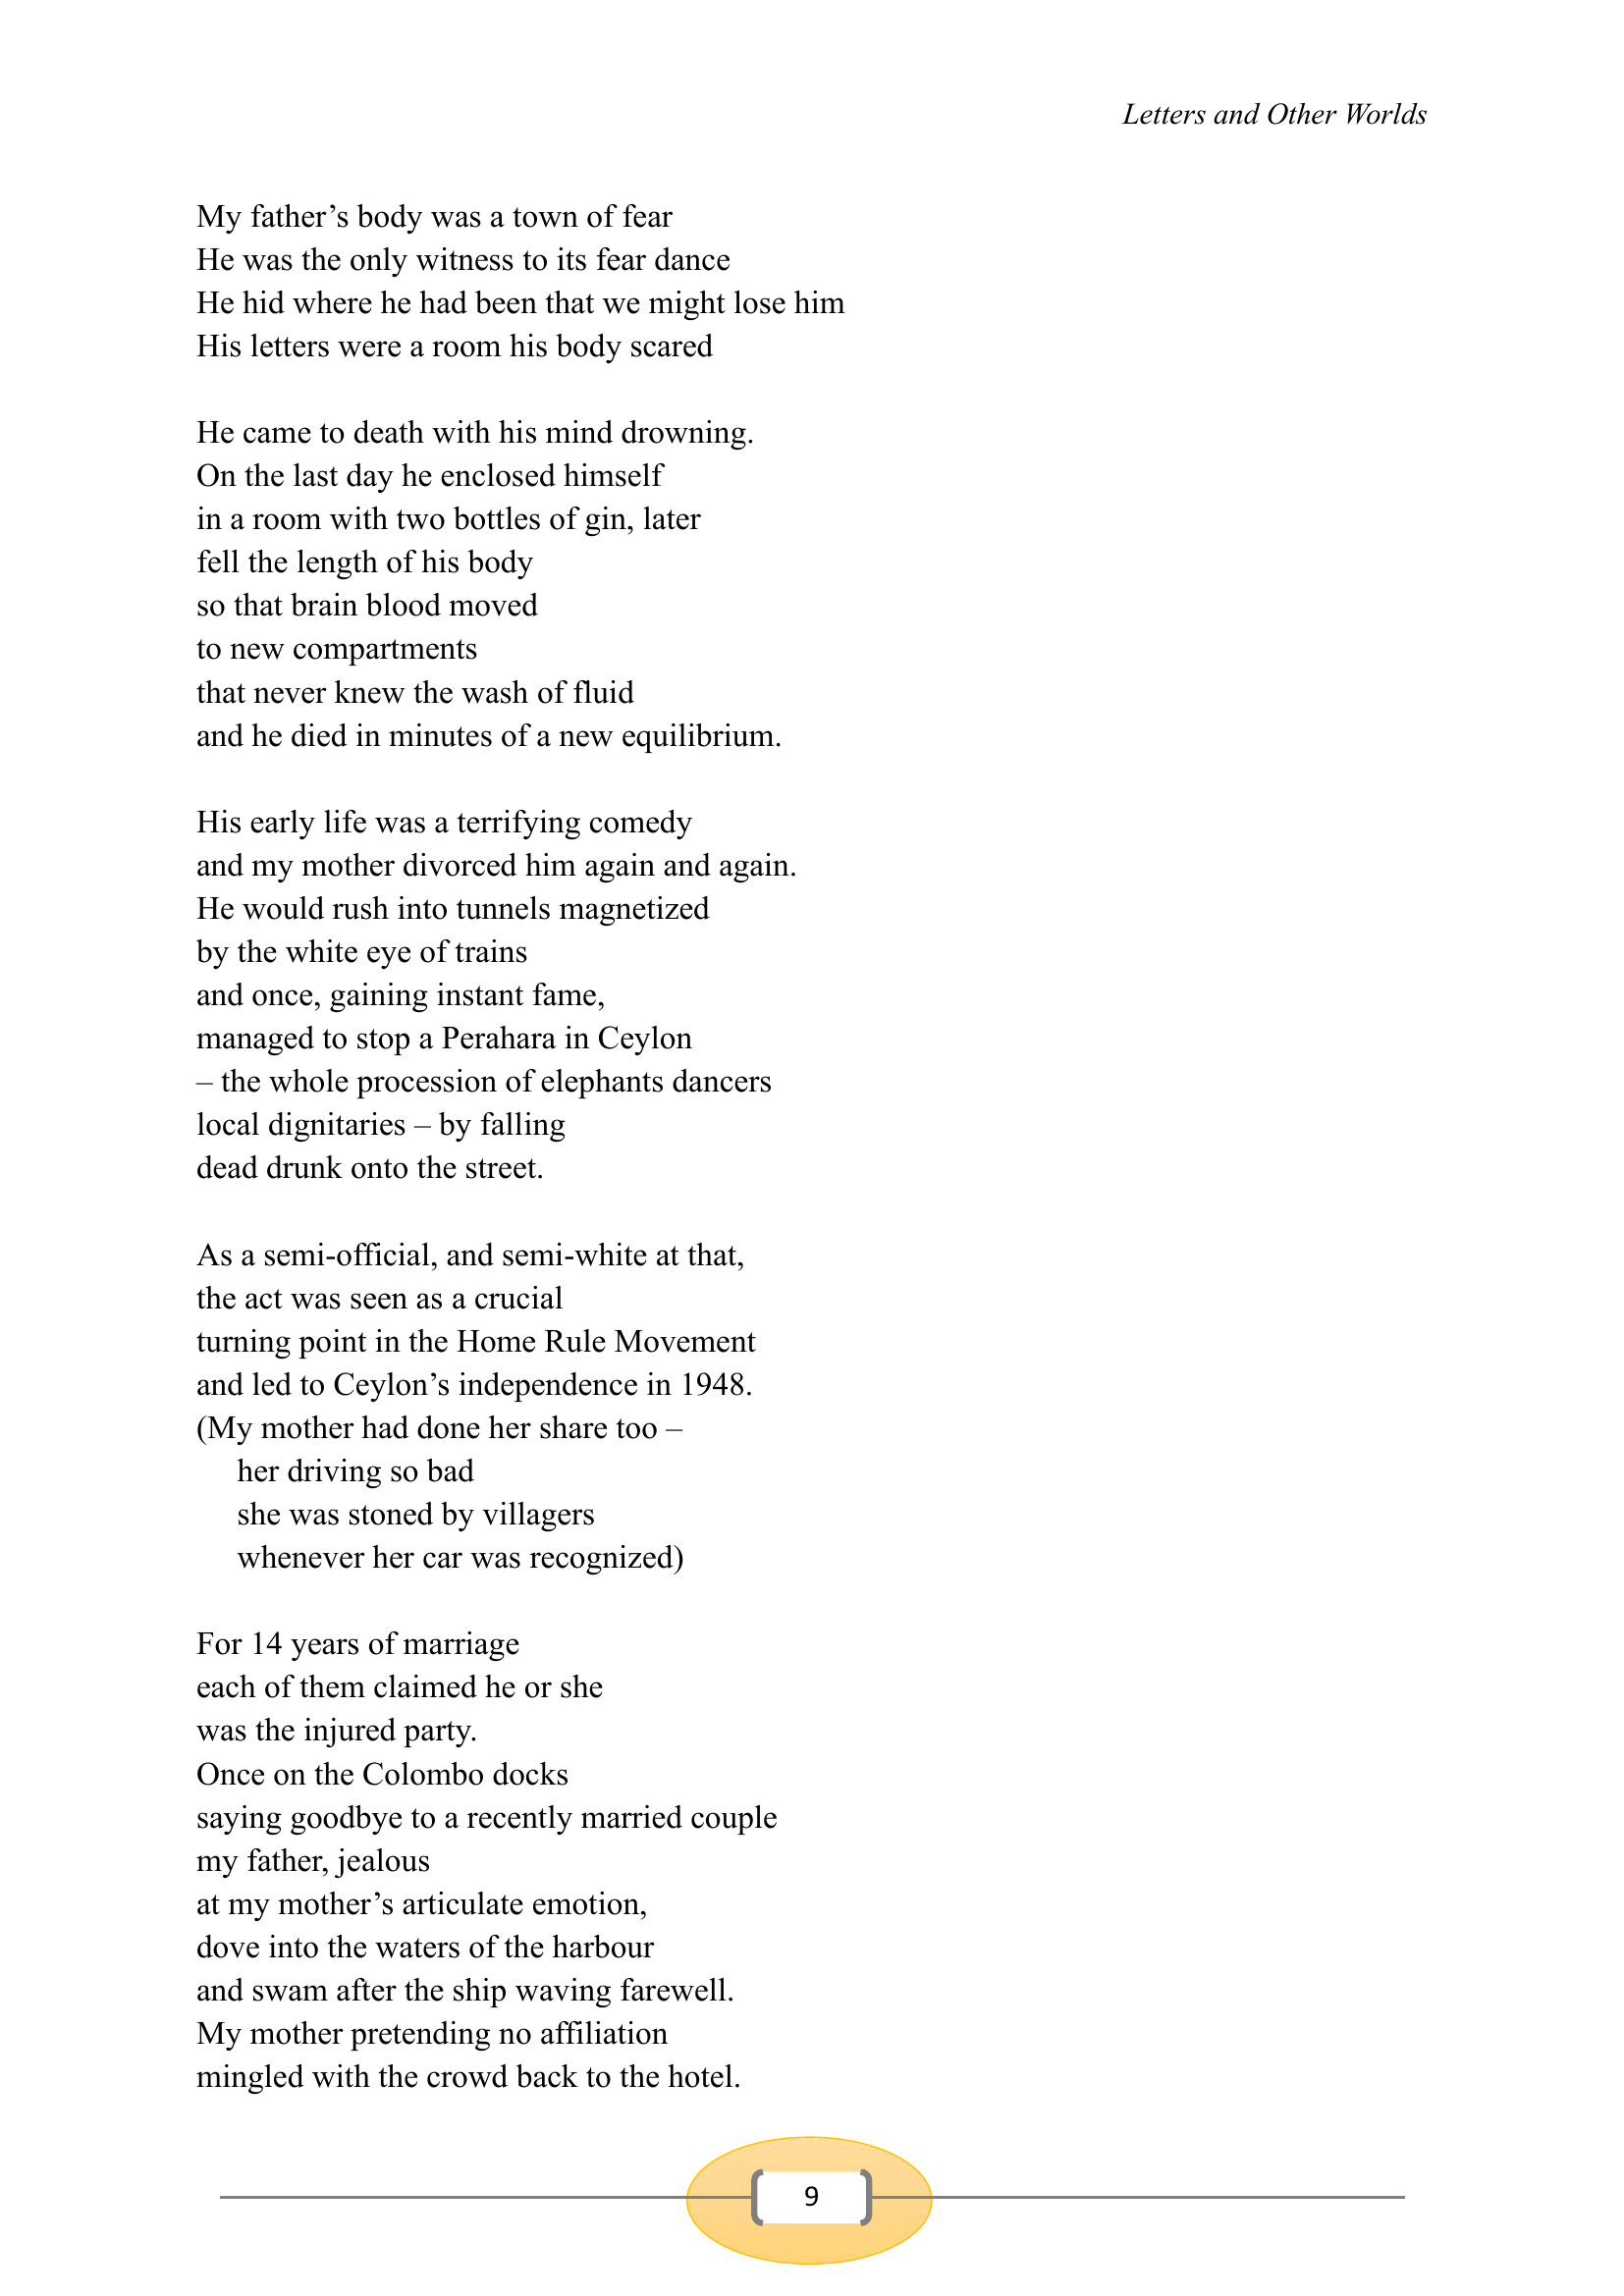 Letters and Other Worlds
My father’s body was a town of fear
He was the only witness to its fear dance
He hid where he had been that we might lose him
His letters were a room his body scared
He came to death with his mind drowning.
On the last day he enclosed himself
in a room with two bottles of gin, later
fell the length of his body
so that brain blood moved
to new compartments
that never knew the wash of fluid
and he died in minutes of a new equilibrium.
His early life was a terrifying comedy
and my mother divorced him again and again.
He would rush into tunnels magnetized
by the white eye of trains
and once, gaining instant fame,
managed to stop a Perahara in Ceylon
– the whole procession of elephants dancers
local dignitaries – by falling
dead drunk onto the street.
As a semi-official, and semi-white at that,
the act was seen as a crucial
turning point in the Home Rule Movement
and led to Ceylon’s independence in 1948.
(My mother had done her share too –
her driving so bad
she was stoned by villagers
whenever her car was recognized)
For 14 years of marriage
each of them claimed he or she
was the injured party.
Once on the Colombo docks
saying goodbye to a recently married couple
my father, jealous
at my mother’s articulate emotion,
dove into the waters of the harbour
and swam after the ship waving farewell.
My mother pretending no affiliation
mingled with the crowd back to the hotel.
9